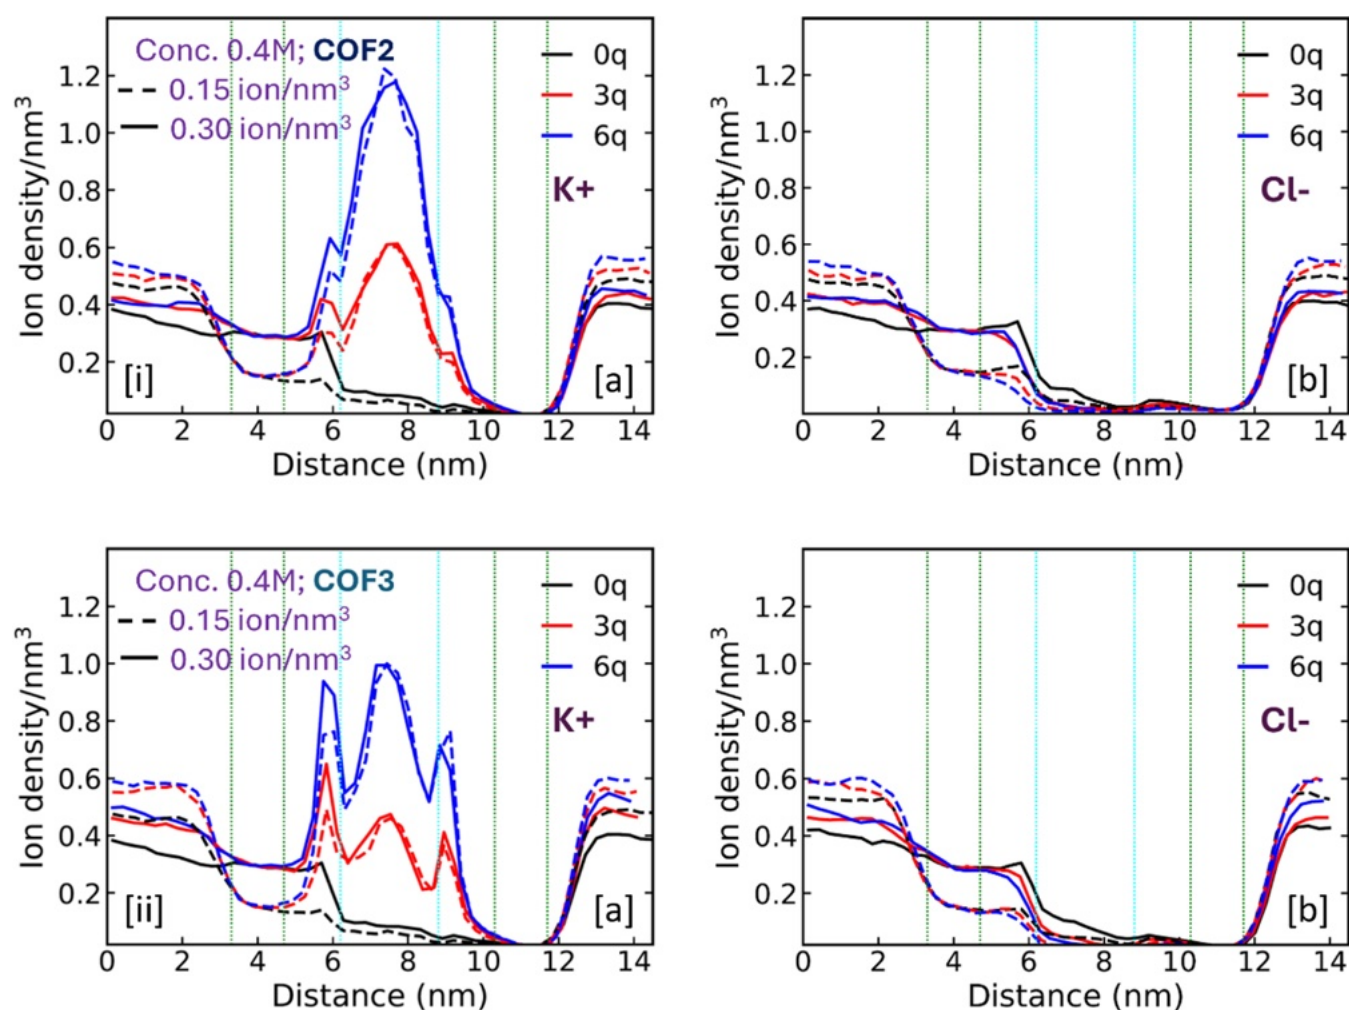 Conc. 0.4M; COF2
0.15 ion/nm³
0.30 ion/nm³
0q
3q
6q
K+
[i]
[a]
1.2
1.0
0.8
0.6
0.4
0.2
Ion density/nm³
0 2 4 6 8 10 12 14
Distance (nm)
0q
3q
6q
Cl-
[b]
1.2
1.0
0.8
0.6
0.4
0.2
Ion density/nm³
0 2 4 6 8 10 12 14
Distance (nm)
Conc. 0.4M; COF3
0.15 ion/nm³
0.30 ion/nm³
0q
3q
6q
K+
[ii]
[a]
1.2
1.0
0.8
0.6
0.4
0.2
Ion density/nm³
0 2 4 6 8 10 12 14
Distance (nm)
0q
3q
6q
Cl-
[b]
1.2
1.0
0.8
0.6
0.4
0.2
Ion density/nm³
0 2 4 6 8 10 12 14
Distance (nm)